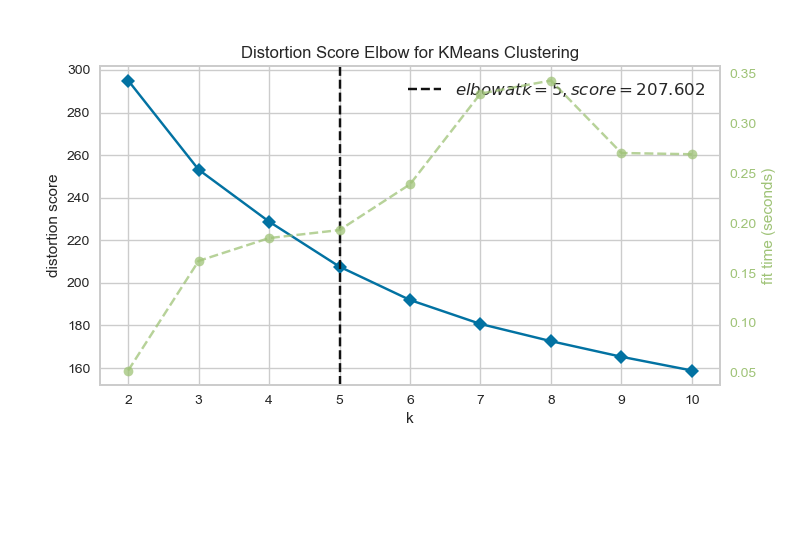 Distortion Score Elbow for KMeans Clustering
elbowatk = 5, score = 207.602
distortion score
300
280
260
240
220
200
180
160
0.35
0.30
0.25
0.20
0.15
0.10
0.05
fit time (seconds)
2 3 4 5 6 7 8 9 10
k